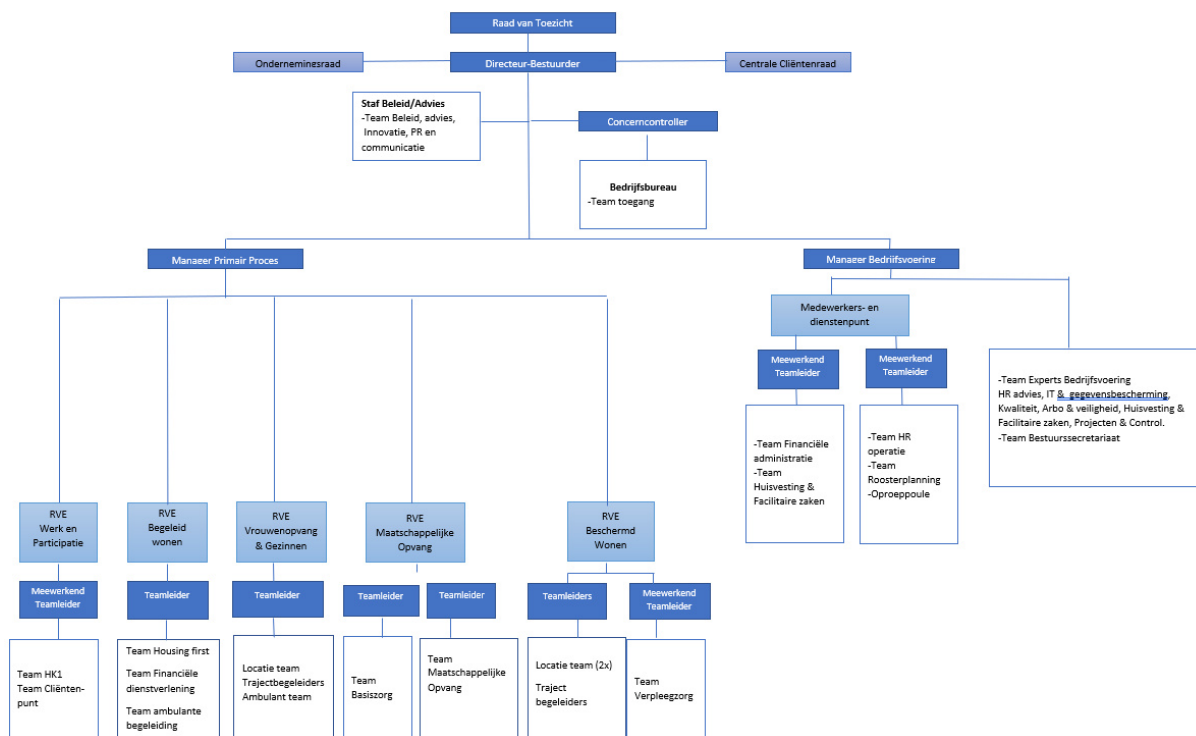 Raad van Toezicht
Ondernemingsraad
Directeur-Bestuurder
Centrale Cliëntenraad
Staf Beleid/Advies
-Team Beleid, advies,
Innovatie, PR en
communicatie
Concerncontroller
Bedrijfsbureau
-Team toegang
Manager Primair Proces
Manager Bedrijfsvoering
Medewerkers- en
dienstenpunt
Meewerkend
Teamleider
Meewerkend
Teamleider
-Team Financiële
administratie
-Team
Huisvesting &
Facilitaire zaken
-Team HR
operatie
-Team
Roosterplanning
-Oproeppoule
-Team Experts Bedrijfsvoering
HR advies, IT & gegevensbescherming,
Kwaliteit, Arbo & veiligheid, Huisvesting &
Facilitaire zaken, Projecten & Control.
-Team Bestuurssecretariaat
RVE
Werk en
Participatie
RVE
Begeleid
wonen
RVE
Vrouwenopvang
& Gezinnen
RVE
Maatschappelijke
Opvang
RVE
Beschermd
Wonen
Meewerkend
Teamleider
Teamleider
Teamleider
Teamleider
Teamleider
Teamleiders
Meewerkend
Teamleider
Team HK1
Team Cliënten-
punt
Team Housing first
Team Financiële
dienstverlening
Team ambulante
begeleiding
Locatie team
Trajectbegeleiders
Ambulant team
Team
Basiszorg
Team
Maatschappelijke
Opvang
Locatie team (2x)
Traject
begeleiders
Team
Verpleegzorg